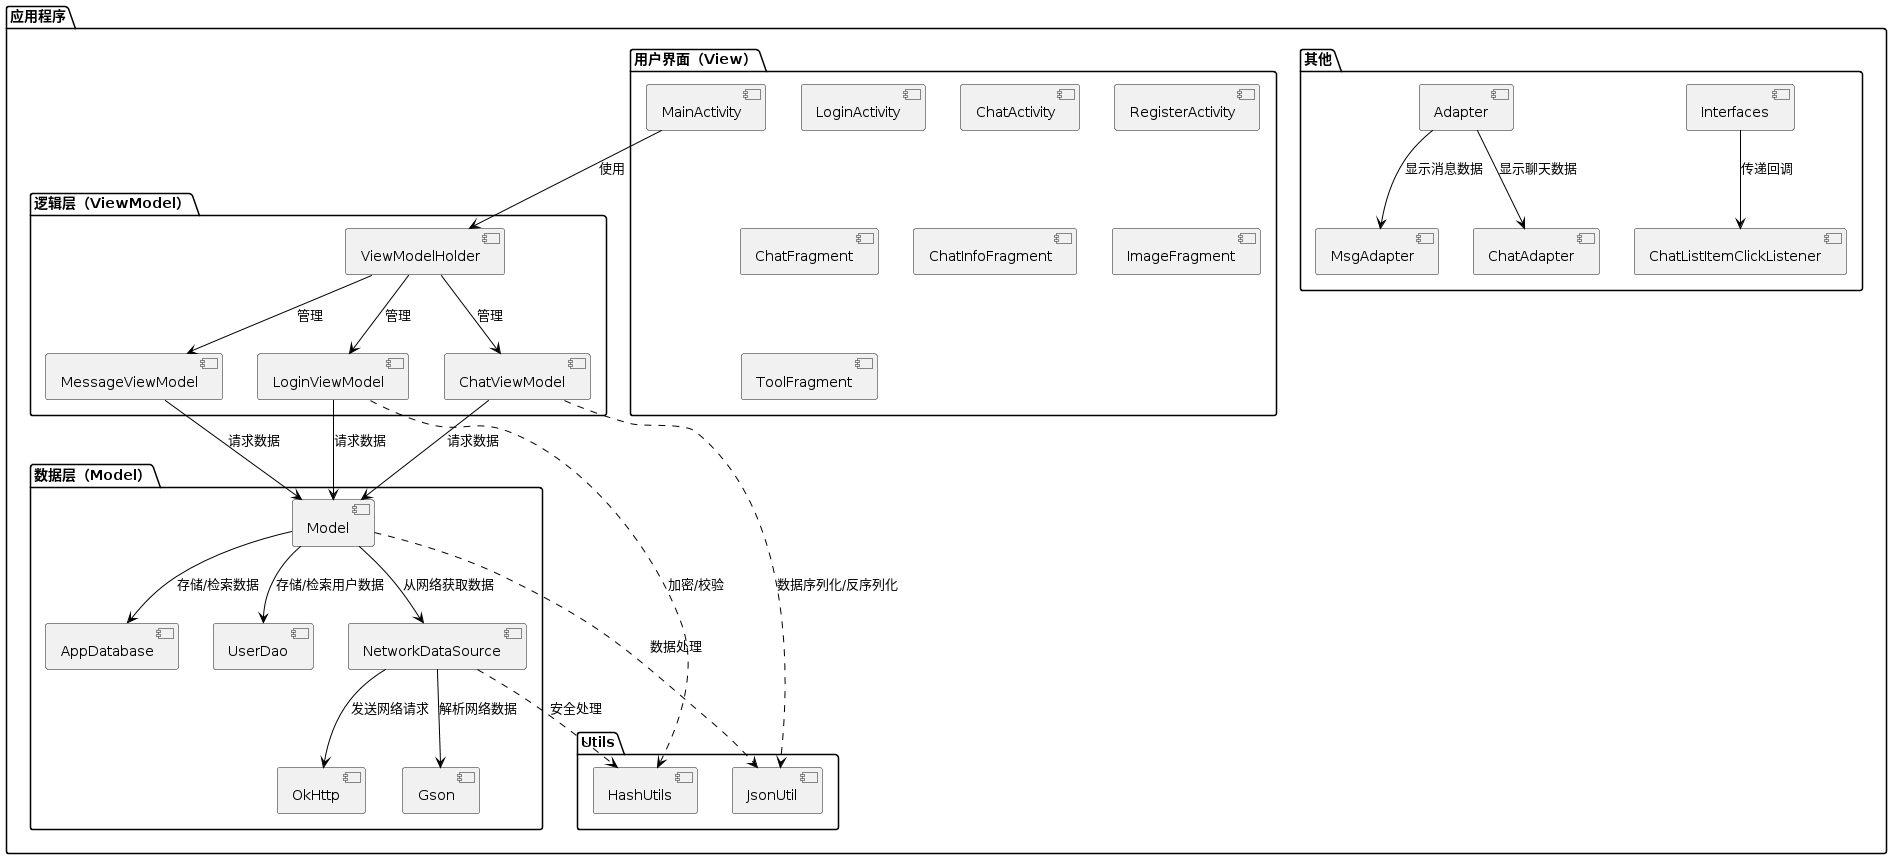 应用程序
用户界面（View）
其他
MainActivity
LoginActivity
ChatActivity
RegisterActivity
Adapter
Interfaces
使用
显示消息数据
显示聊天数据
传递回调
逻辑层（ViewModel）
ViewModelHolder
ChatFragment
ChatInfoFragment
ImageFragment
MsgAdapter
ChatAdapter
ChatListItemClickListener
管理
管理
管理
MessageViewModel
LoginViewModel
ChatViewModel
ToolFragment
请求数据
请求数据
请求数据
数据层（Model）
Model
存储/检索数据
存储/检索用户数据
从网络获取数据
加密/校验
数据序列化/反序列化
AppDatabase
UserDao
NetworkDataSource
数据处理
发送网络请求
解析网络数据
安全处理
Utils
OkHttp
Gson
HashUtils
JsonUtil